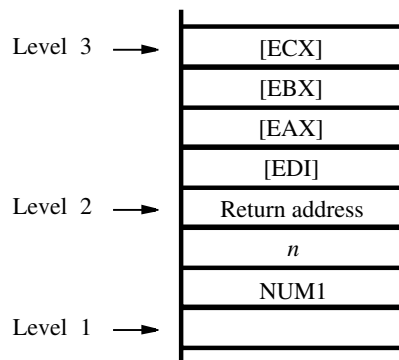 Level 3
[ECX]
[EBX]
[EAX]
[EDI]
Level 2
Return address
n
NUM1
Level 1